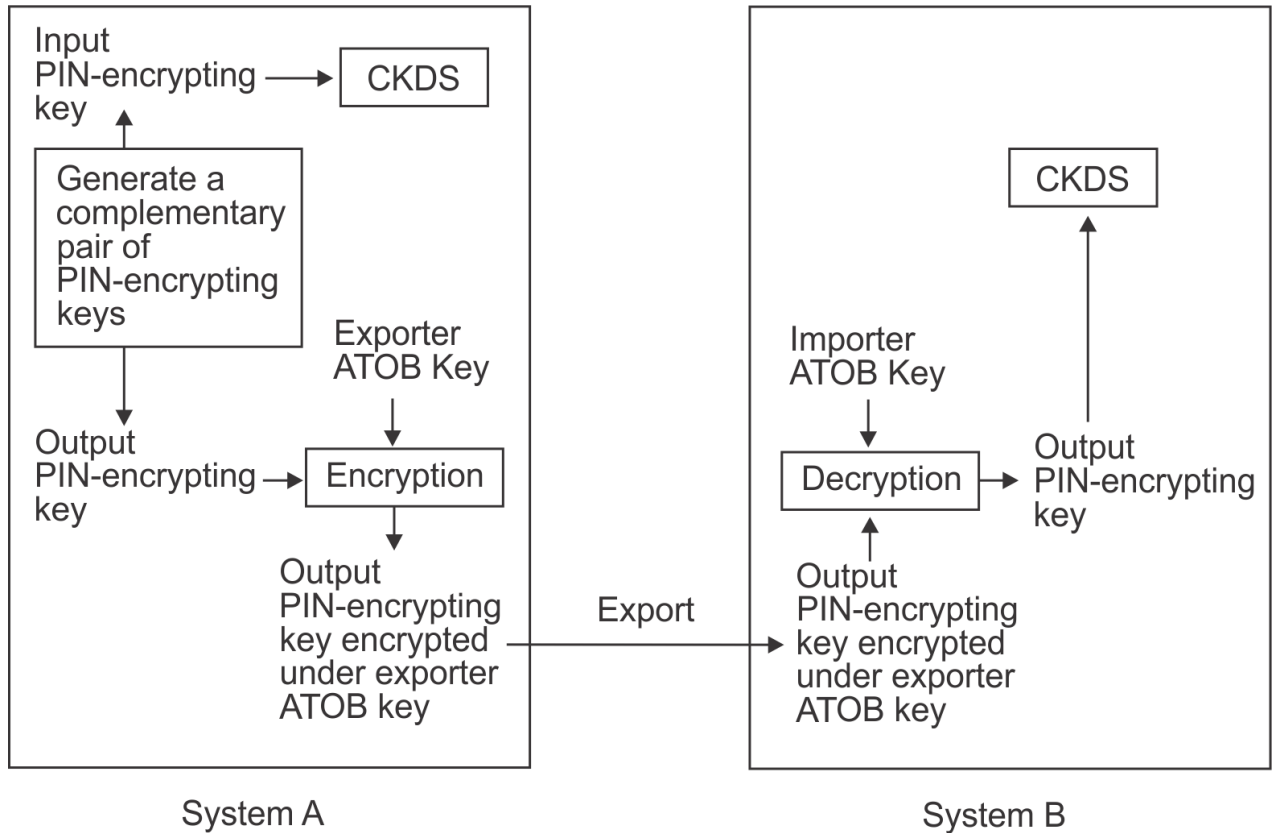 Input
PIN-encrypting
key
CKDS
Generate a
complementary
pair of
PIN-encrypting
keys
Exporter
ATOB Key
Output
PIN-encrypting
key
Encryption
Output
PIN-encrypting
key encrypted
under exporter
ATOB key
Export
CKDS
Importer
ATOB Key
Decryption
Output
PIN-encrypting
key
Output
PIN-encrypting
key encrypted
under exporter
ATOB key
System A
System B